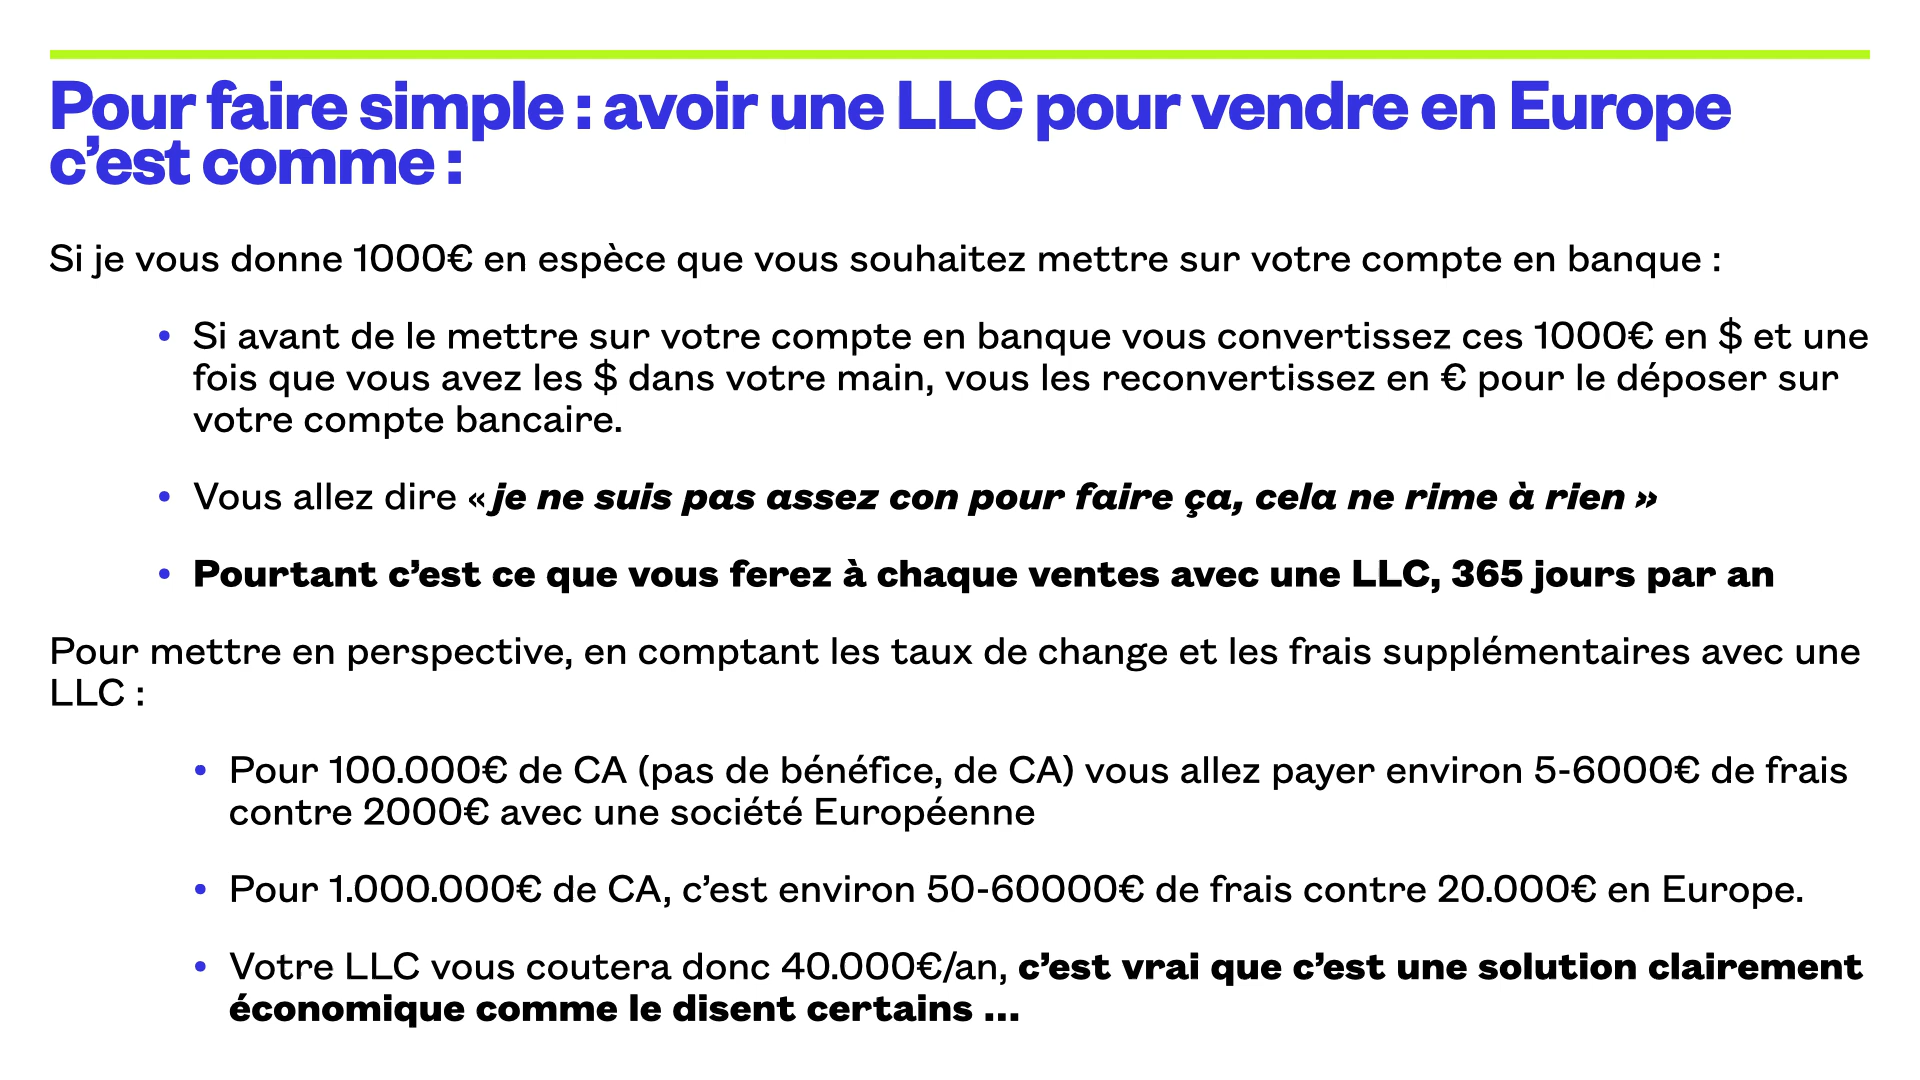 Pour faire simple : avoir une LLC pour vendre en Europe
c’est comme :
Si je vous donne 1000€ en espèce que vous souhaitez mettre sur votre compte en banque :
• Si avant de le mettre sur votre compte en banque vous convertissez ces 1000€ en $ et une
fois que vous avez les $ dans votre main, vous les reconvertissez en € pour le déposer sur
votre compte bancaire.
• Vous allez dire « je ne suis pas assez con pour faire ça, cela ne rime à rien »
• Pourtant c’est ce que vous ferez à chaque ventes avec une LLC, 365 jours par an
Pour mettre en perspective, en comptant les taux de change et les frais supplémentaires avec une
LLC :
• Pour 100.000€ de CA (pas de bénéfice, de CA) vous allez payer environ 5-6000€ de frais
contre 2000€ avec une société Européenne
• Pour 1.000.000€ de CA, c’est environ 50-60000€ de frais contre 20.000€ en Europe.
• Votre LLC vous coutera donc 40.000€/an, c’est vrai que c’est une solution clairement
économique comme le disent certains ...